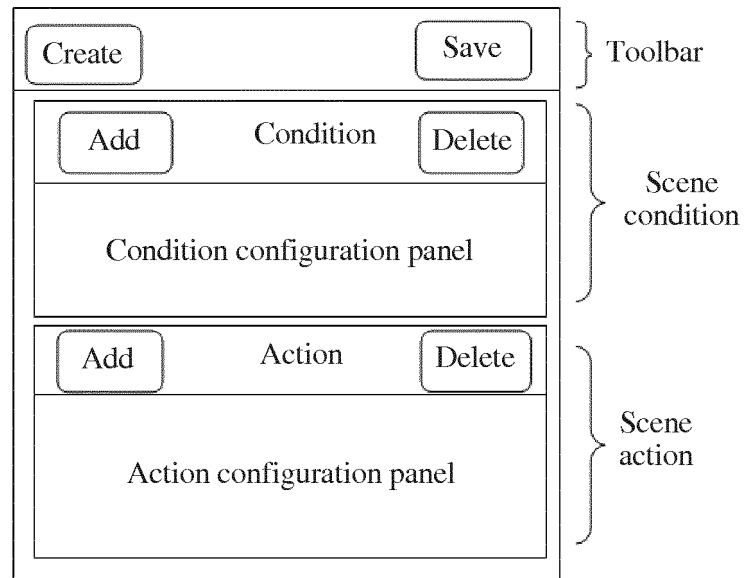 Create
Save
Toolbar
Add
Condition
Delete
Scene
condition
Condition configuration panel
Add
Action
Delete
Scene
action
Action configuration panel